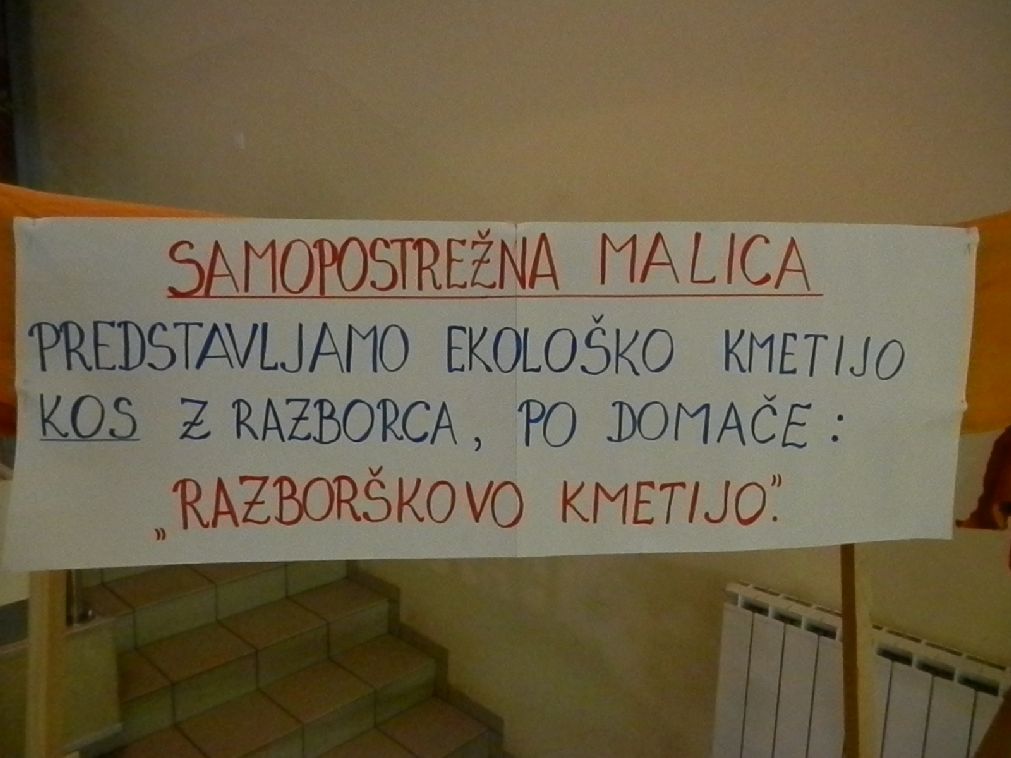 SAMOPOSTREŽNA MALICA
PREDSTAVLJAMO EKOLOŠKO KMETIJO
KOS Z RAZBORCA, PO DOMAČE:
„RAZBORŠKOVO KMETIJO".